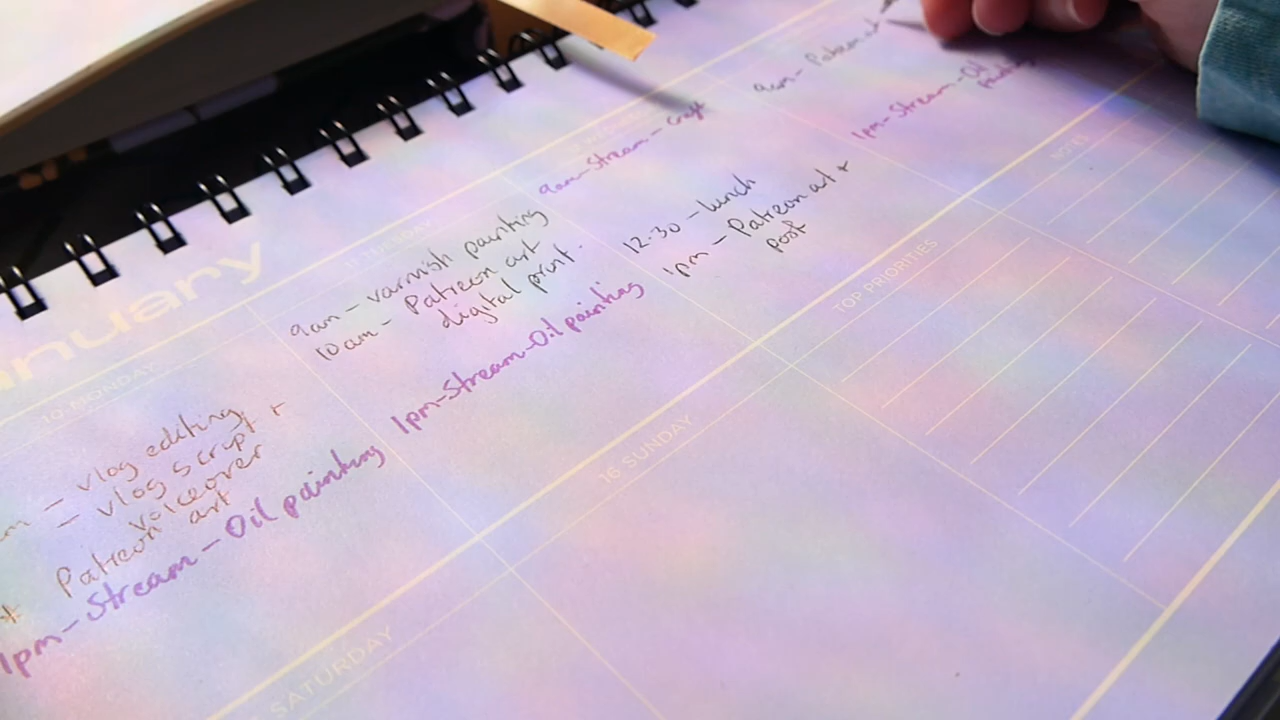 anuary
10 MONDAY
m - vlog editing
- vlog script +
voiceover
* Patreon art
1pm - Stream - Oil painting
11 TUESDAY
9am - varnish painting
10am - Patreon art
digital print.
1pm - Stream - Oil painting
9am - Stream - craft
12.30 - lunch
1pm - Patreon art +
post
9am - Patreon art
1pm - Stream - Oil
painting
SATURDAY
16 SUNDAY
TOP PRIORITIES
NOTES